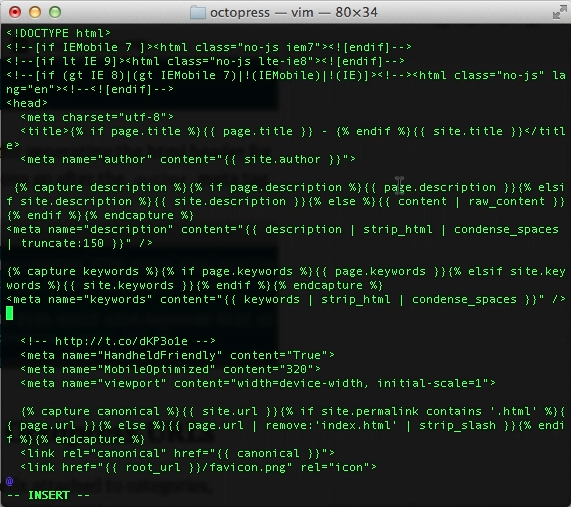 octopress — vim — 80×34
<!DOCTYPE html>
<!--[if IEMobile 7 ]><html class="no-js iem7"><![endif]-->
<!--[if lt IE 9]><html class="no-js lte-ie8"><![endif]-->
<!--[if (gt IE 8)|(gt IEMobile 7)|!(IEMobile)|!(IE)]><!--><html class="no-js" la
ng="en"><!--<![endif]-->
<head>
  <meta charset="utf-8">
  <title>{% if page.title %}{{ page.title }} - {% endif %}{{ site.title }}</titl
e>
  <meta name="author" content="{{ site.author }}">
 {% capture description %}{% if page.description %}{{ page.description }}{% elsi
f site.description %}{{ site.description }}{% else %}{{ content | raw_content }}
{% endif %}{% endcapture %}
<meta name="description" content="{{ description | strip_html | condense_spaces
| truncate:150 }}" />
{% capture keywords %}{% if page.keywords %}{{ page.keywords }}{% elsif site.key
words %}{{ site.keywords }}{% endif %}{% endcapture %}
<meta name="keywords" content="{{ keywords | strip_html | condense_spaces }}" />
  <!-- http://t.co/dKP3o1e -->
  <meta name="HandheldFriendly" content="True">
  <meta name="MobileOptimized" content="320">
  <meta name="viewport" content="width=device-width, initial-scale=1">
  {% capture canonical %}{{ site.url }}{% if site.permalink contains '.html' %}{
{ page.url }}{% else %}{{ page.url | remove:'index.html' | strip_slash }}{% endi
f %}{% endcapture %}
  <link rel="canonical" href="{{ canonical }}">
  <link href="{{ root_url }}/favicon.png" rel="icon">
@
-- INSERT --